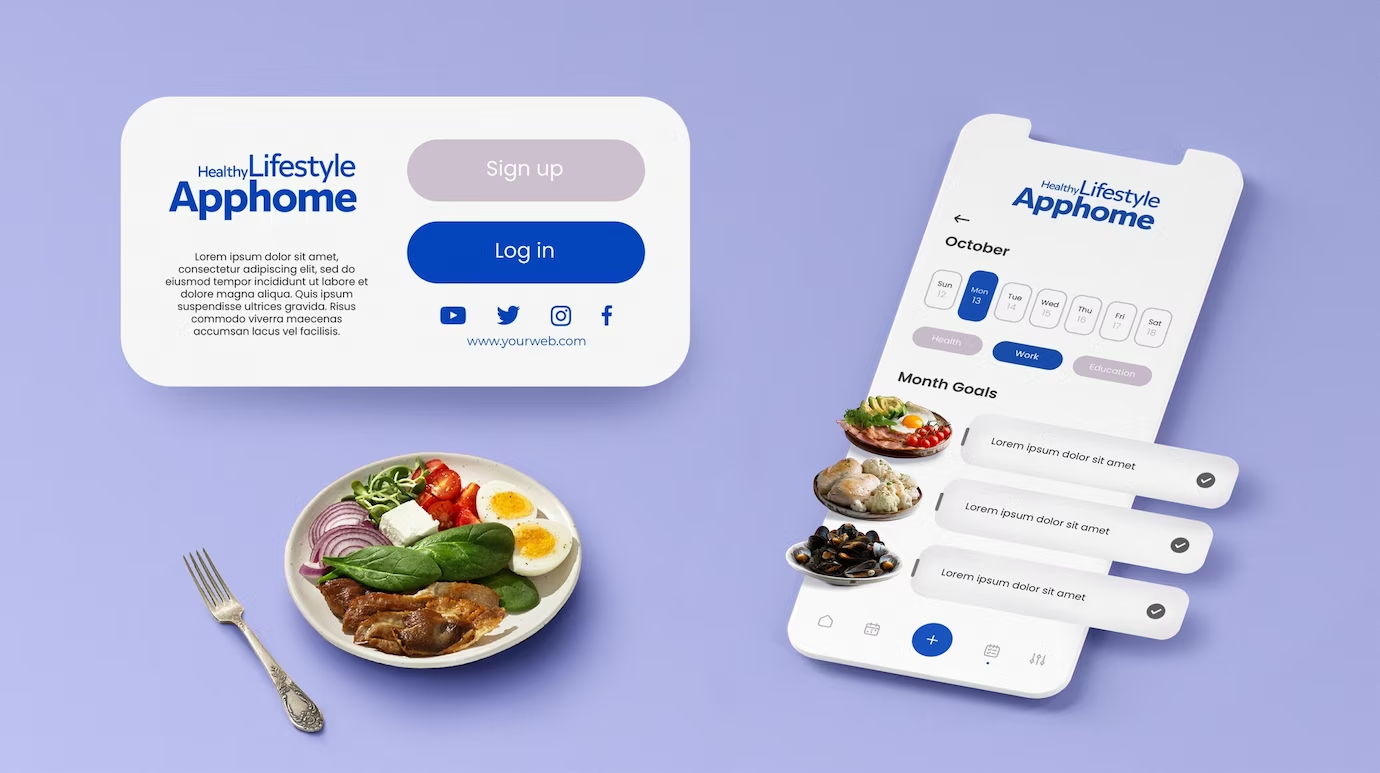 Healthy Lifestyle
Apphome
Lorem ipsum dolor sit amet,
consectetur adipiscing elit, sed do
eiusmod tempor incididunt ut labore et
dolore magna aliqua. Quis ipsum
suspendisse ultrices gravida. Risus
commodo viverra maecenas
accumsan lacus vel facilisis.
Sign up
Log in
www.yourweb.com
Healthy Lifestyle
Apphome
October
Sun Mon Tue Wed Thu Fri Sat
12 13 14 15 16 17 18
Health Work Education
Month Goals
Lorem ipsum dolor sit amet
Lorem ipsum dolor sit amet
Lorem ipsum dolor sit amet